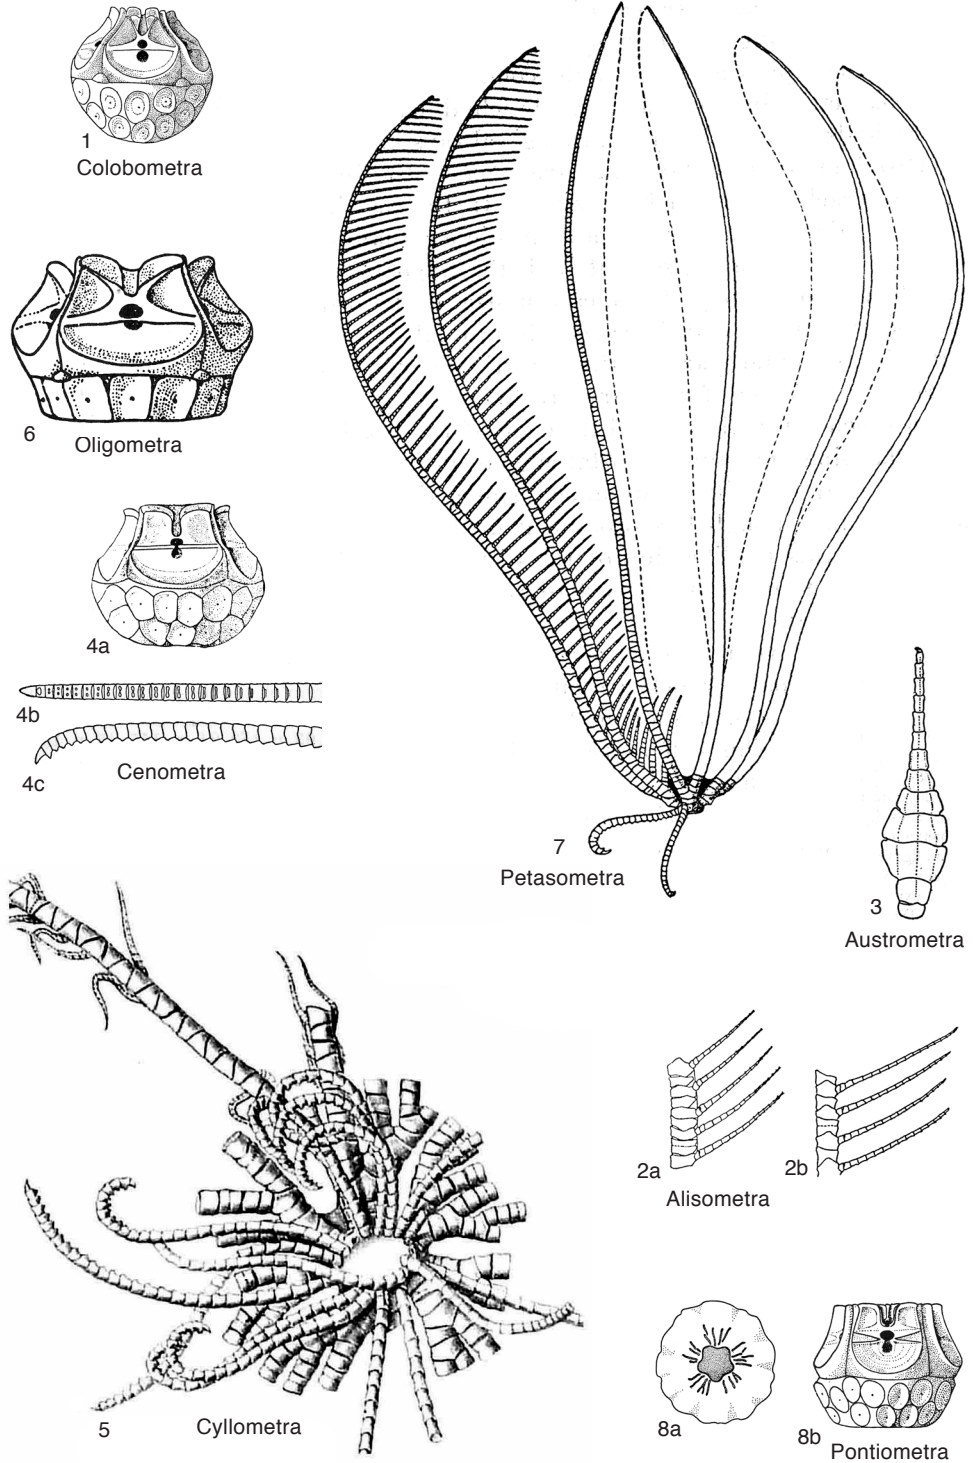 1
Colobometra
6
Oligometra
4a
4b
4c
Cenometra
7
Petasometra
3
Austrometra
2a
2b
Alisometra
5
Cyllometra
8a
8b
Pontiometra